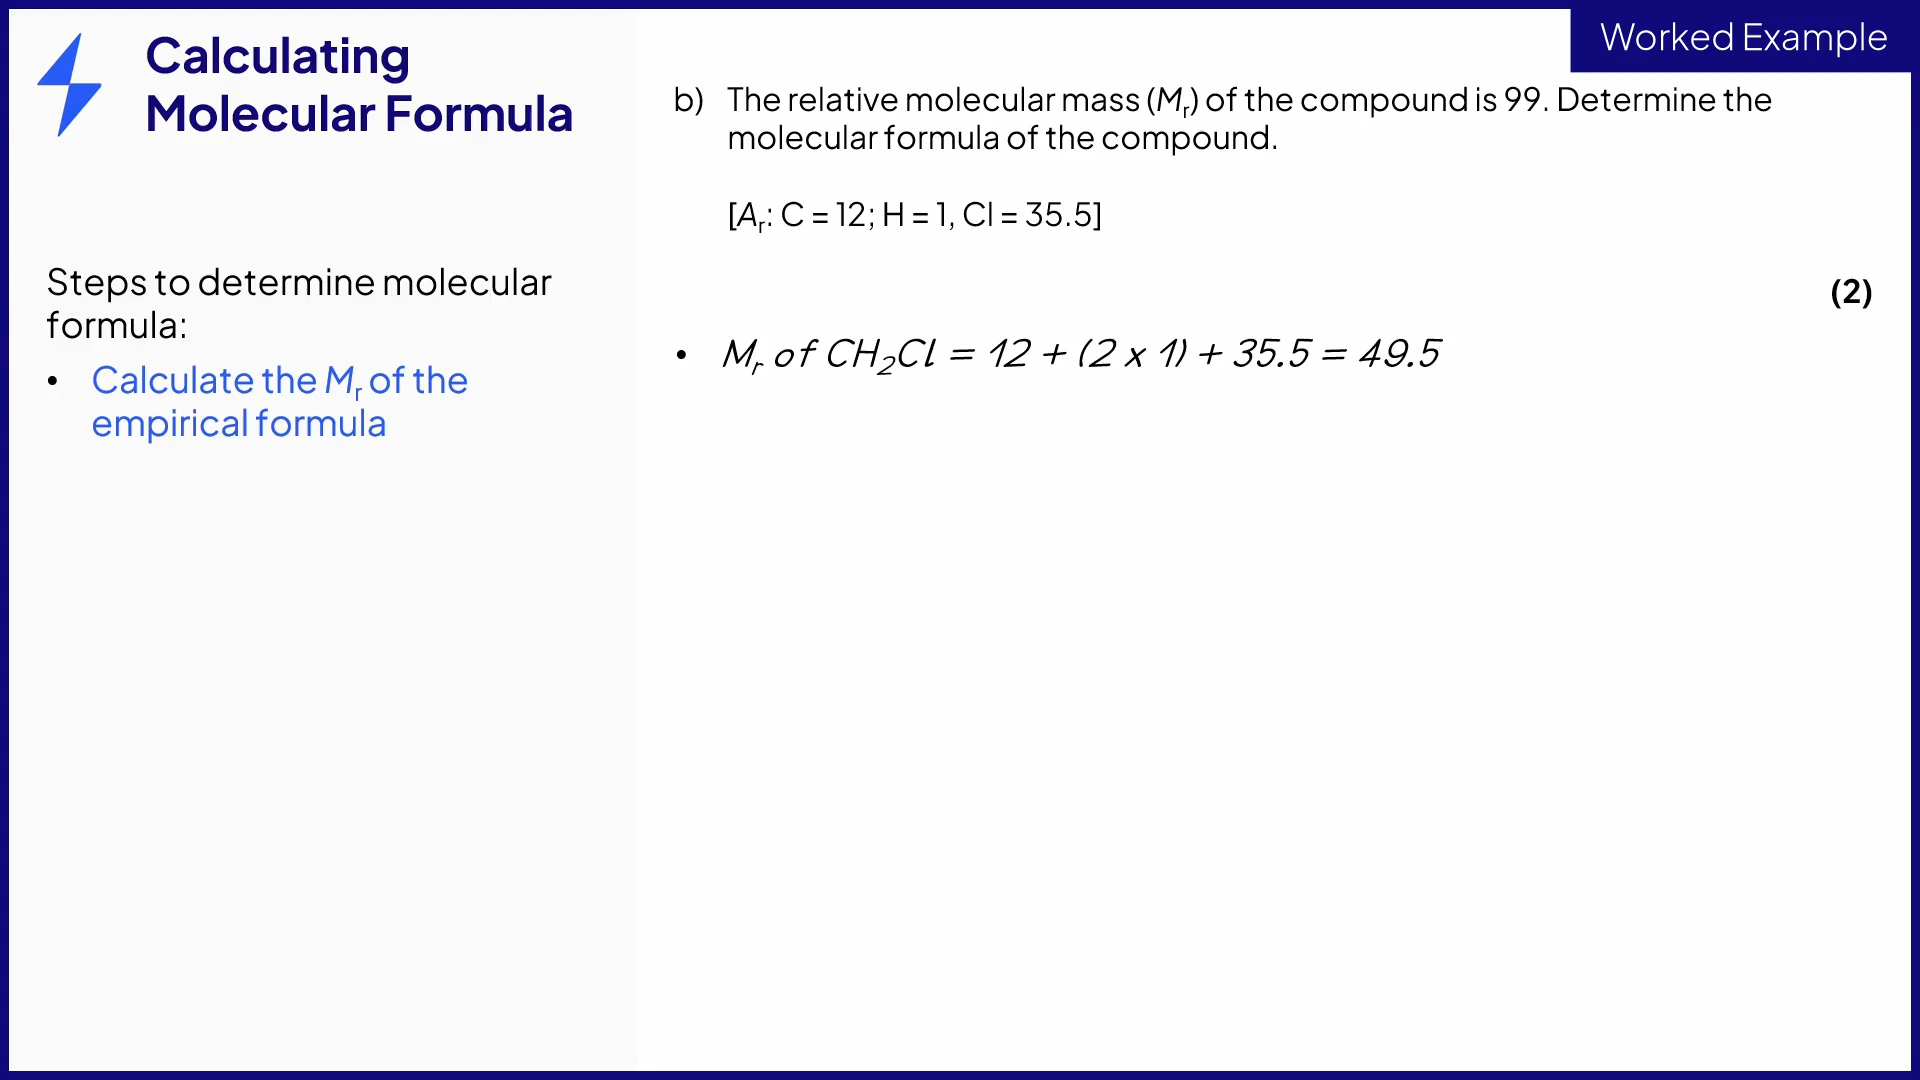 Calculating
Molecular Formula
Steps to determine molecular
formula:
• Calculate the Mr of the
empirical formula
Worked Example
b) The relative molecular mass (Mr) of the compound is 99. Determine the
molecular formula of the compound.
[Ar: C = 12; H = 1, Cl = 35.5]
(2)
• Mr of CH2Cl = 12 + (2 x 1) + 35.5 = 49.5